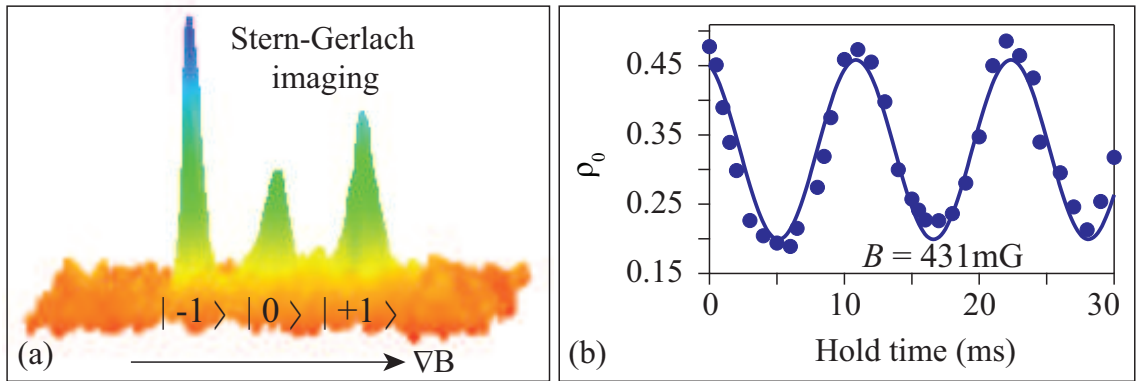 Stern-Gerlach
imaging
| -1 ⟩ | 0 ⟩ | +1 ⟩
(a)
∇B
0.45
0.35
0.25
0.15
ρ₀
B = 431mG
0 10 20 30
(b)
Hold time (ms)